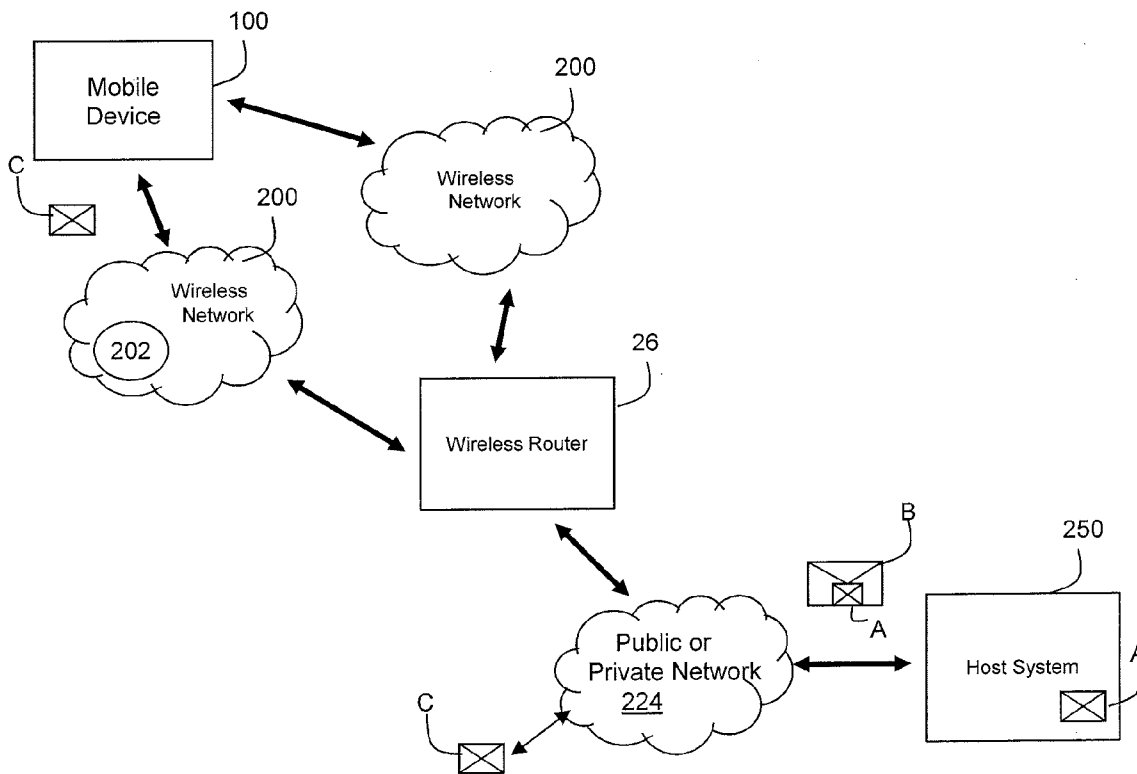 100
Mobile
Device
200
Wireless
Network
C
200
Wireless
Network
202
26
Wireless Router
B
A
250
Public or
Private Network
224
Host System
A
C